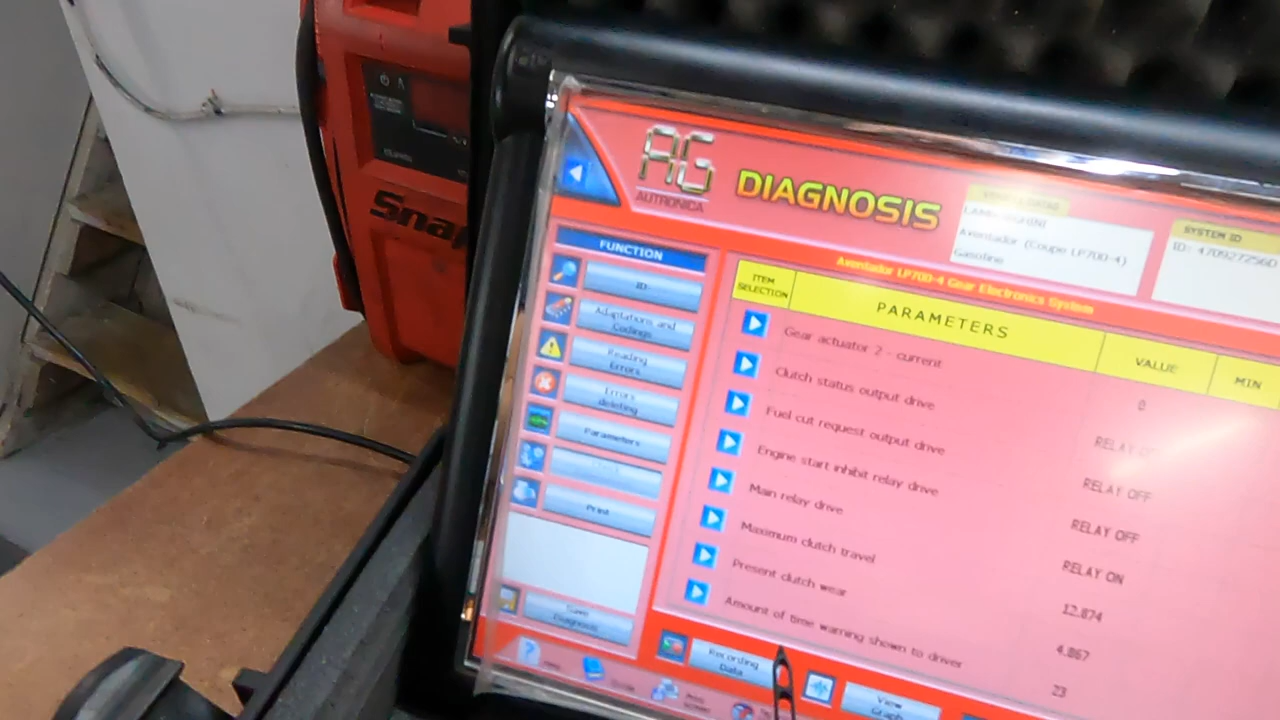 Snap
AG
AUTRONICA
DIAGNOSIS
Aventador (Coupe LP700-4)
Gasoline
SYSTEM ID
ID: 470927256D
Aventador LP700-4 Gear Electronics System
FUNCTION
ID
Adaptations and
Codings
Reading
Errors
Errors
deleting
Parameters
Print
Save
Diagnosis
ITEM
SELECTION
PARAMETERS
VALUE
MIN
Gear actuator 2 - current
0
Clutch status output drive
RELAY
Fuel cut request output drive
RELAY OFF
Engine start inhibit relay drive
RELAY OFF
Main relay drive
RELAY ON
Maximum clutch travel
12.874
Present clutch wear
4.867
Amount of time warning shown to driver
23
Recording
Data
View
Graph